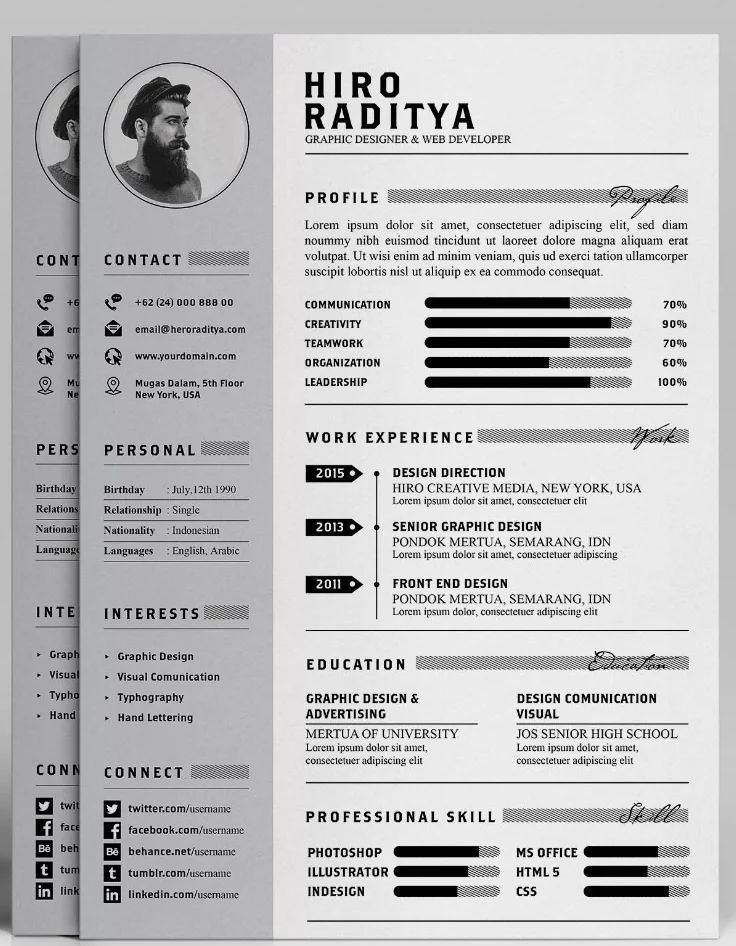 HIRO
RADITYA
GRAPHIC DESIGNER & WEB DEVELOPER
PROFILE
Profile
Lorem ipsum dolor sit amet, consectetuer adipiscing elit, sed diam
noummy nibh euismod tincidunt ut laoreet dolore magna aliquam erat
volutpat. Ut wisi enim ad minim veniam, quis ud exerci tation ullamcorper
suscipit lobortis nisl ut aliquip ex ea commodo consequat.
COMMUNICATION 70%
CREATIVITY 90%
TEAMWORK 70%
ORGANIZATION 60%
LEADERSHIP 100%
WORK EXPERIENCE
Work
2015 DESIGN DIRECTION
HIRO CREATIVE MEDIA, NEW YORK, USA
Lorem ipsum dolor sit amet, consectetuer elit
2013 SENIOR GRAPHIC DESIGN
PONDOK MERTUA, SEMARANG, IDN
Lorem ipsum dolor sit amet, consectetuer adipiscing
2011 FRONT END DESIGN
PONDOK MERTUA, SEMARANG, IDN
Lorem ipsum dolor, consectetuer adipiscing elit
EDUCATION
Education
GRAPHIC DESIGN &
ADVERTISING
MERTUA OF UNIVERSITY
Lorem ipsum dolor sit amet,
consectetuer adipiscing elit
DESIGN COMUNICATION
VISUAL
JOS SENIOR HIGH SCHOOL
Lorem ipsum dolor sit amet,
consectetuer adipiscing elit
PROFESSIONAL SKILL
Skill
PHOTOSHOP MS OFFICE
ILLUSTRATOR HTML 5
INDESIGN CSS
CONTACT
+62 (24) 000 888 00
email@heroraditya.com
www.yourdomain.com
Mugas Dalam, 5th Floor
New York, USA
PERSONAL
Birthday : July,12th 1990
Relationship : Single
Nationality : Indonesian
Languages : English, Arabic
INTERESTS
Graphic Design
Visual Comunication
Typhography
Hand Lettering
CONNECT
twitter.com/username
facebook.com/username
Bē behance.net/username
t tumblr.com/username
in linkedin.com/username
CONT
+6
em
ww
Mu
Ne
PERS
Birthday
Relations
Nationali
Language
INTE
Graph
Visual
Typho
Hand
CONN
twit
face
Bē beh
t tum
in link